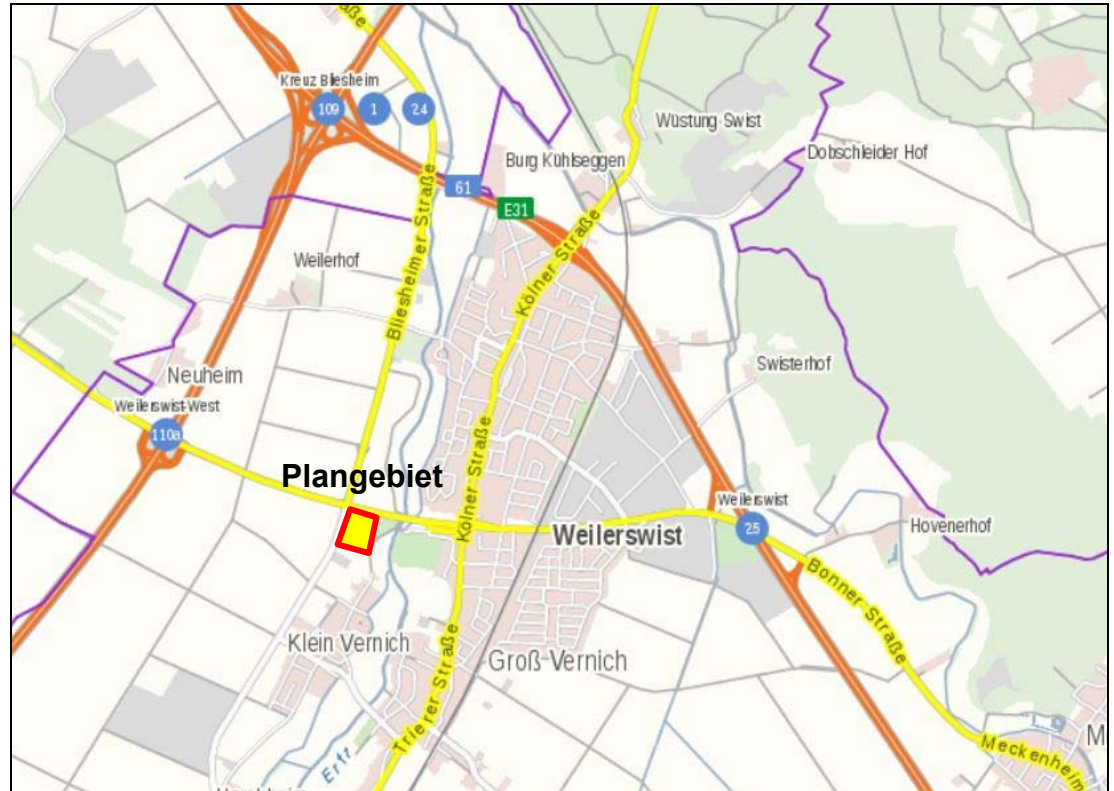 aße
Kreuz Bliesheim
109
1
24
Wüstung Swist
Dobschleider Hof
Burg Kühlseggen
61
E31
Kölner Straße
Bliesheimer Straße
Weilerhof
Swisterhof
Neuheim
Weilerswist-West
110a
Plangebiet
Kölner Straße
Weilerswist
Weilerswist
25
Hovenerhof
Bonner Straße
Klein Vernich
Groß-Vernich
Trierer Straße
Erft
Meckenheim
M